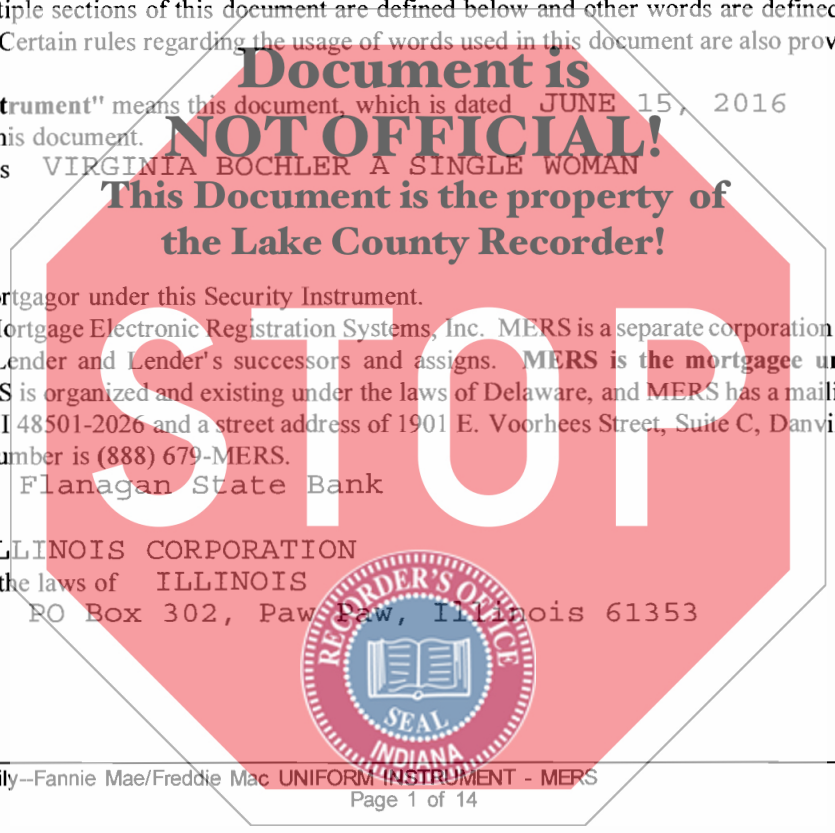 tiple sections of this document are defined below and other words are defined
Certain rules regarding the usage of words used in this document are also prov
Document is
trument" means this document, which is dated JUNE 15, 2016
his document.
NOT OFFICIAL!
s VIRGINIA BOCHLER A SINGLE WOMAN
This Document is the property of
the Lake County Recorder!
ortgagor under this Security Instrument.
Mortgage Electronic Registration Systems, Inc. MERS is a separate corporation
Lender and Lender's successors and assigns. MERS is the mortgagee un
S is organized and existing under the laws of Delaware, and MERS has a maili
I 48501-2026 and a street address of 1901 E. Voorhees Street, Suite C, Danvi
umber is (888) 679-MERS.
STOP
Flanagan State Bank
LLINOIS CORPORATION
the laws of ILLINOIS
PO Box 302, Paw Paw, Illinois 61353
RECORDER'S OFFICE
SEAL
INDIANA
ily--Fannie Mae/Freddie Mac UNIFORM INSTRUMENT - MERS
Page 1 of 14